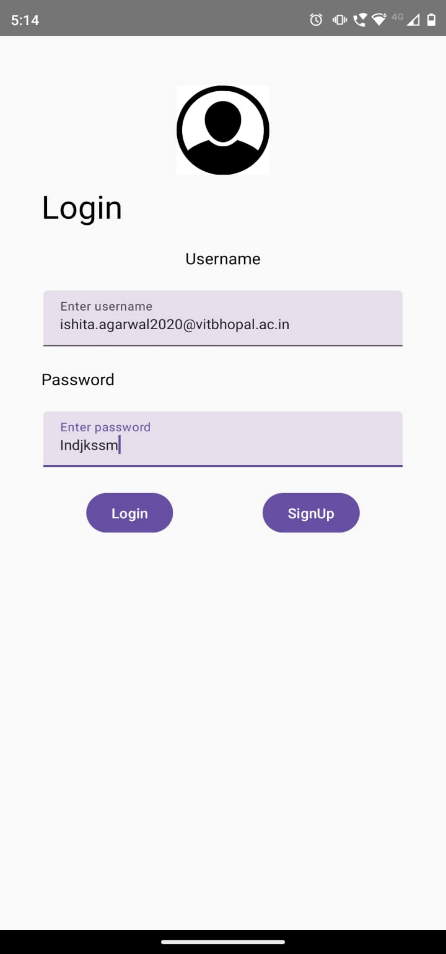 5:14
4G
Login
Username
Enter username
ishita.agarwal2020@vitbhopal.ac.in
Password
Enter password
Indjkssm
Login SignUp